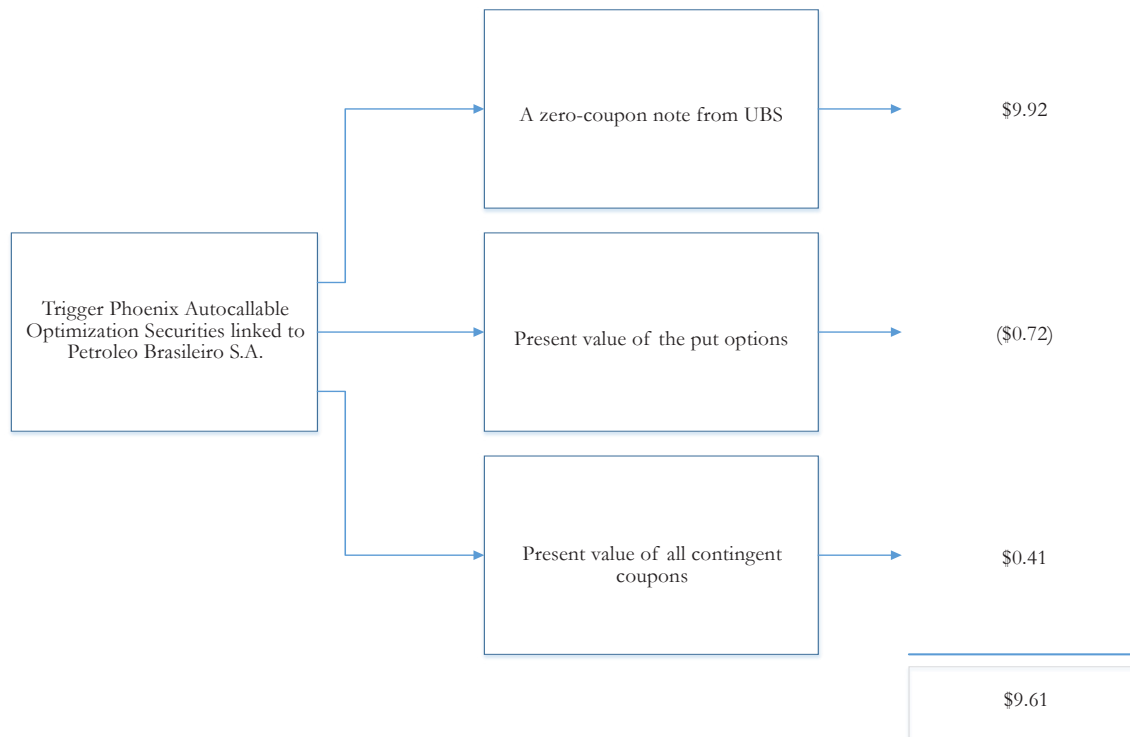 A zero-coupon note from UBS
$9.92
Trigger Phoenix Autocallable
Optimization Securities linked to
Petroleo Brasileiro S.A.
Present value of the put options
($0.72)
Present value of all contingent
coupons
$0.41
$9.61